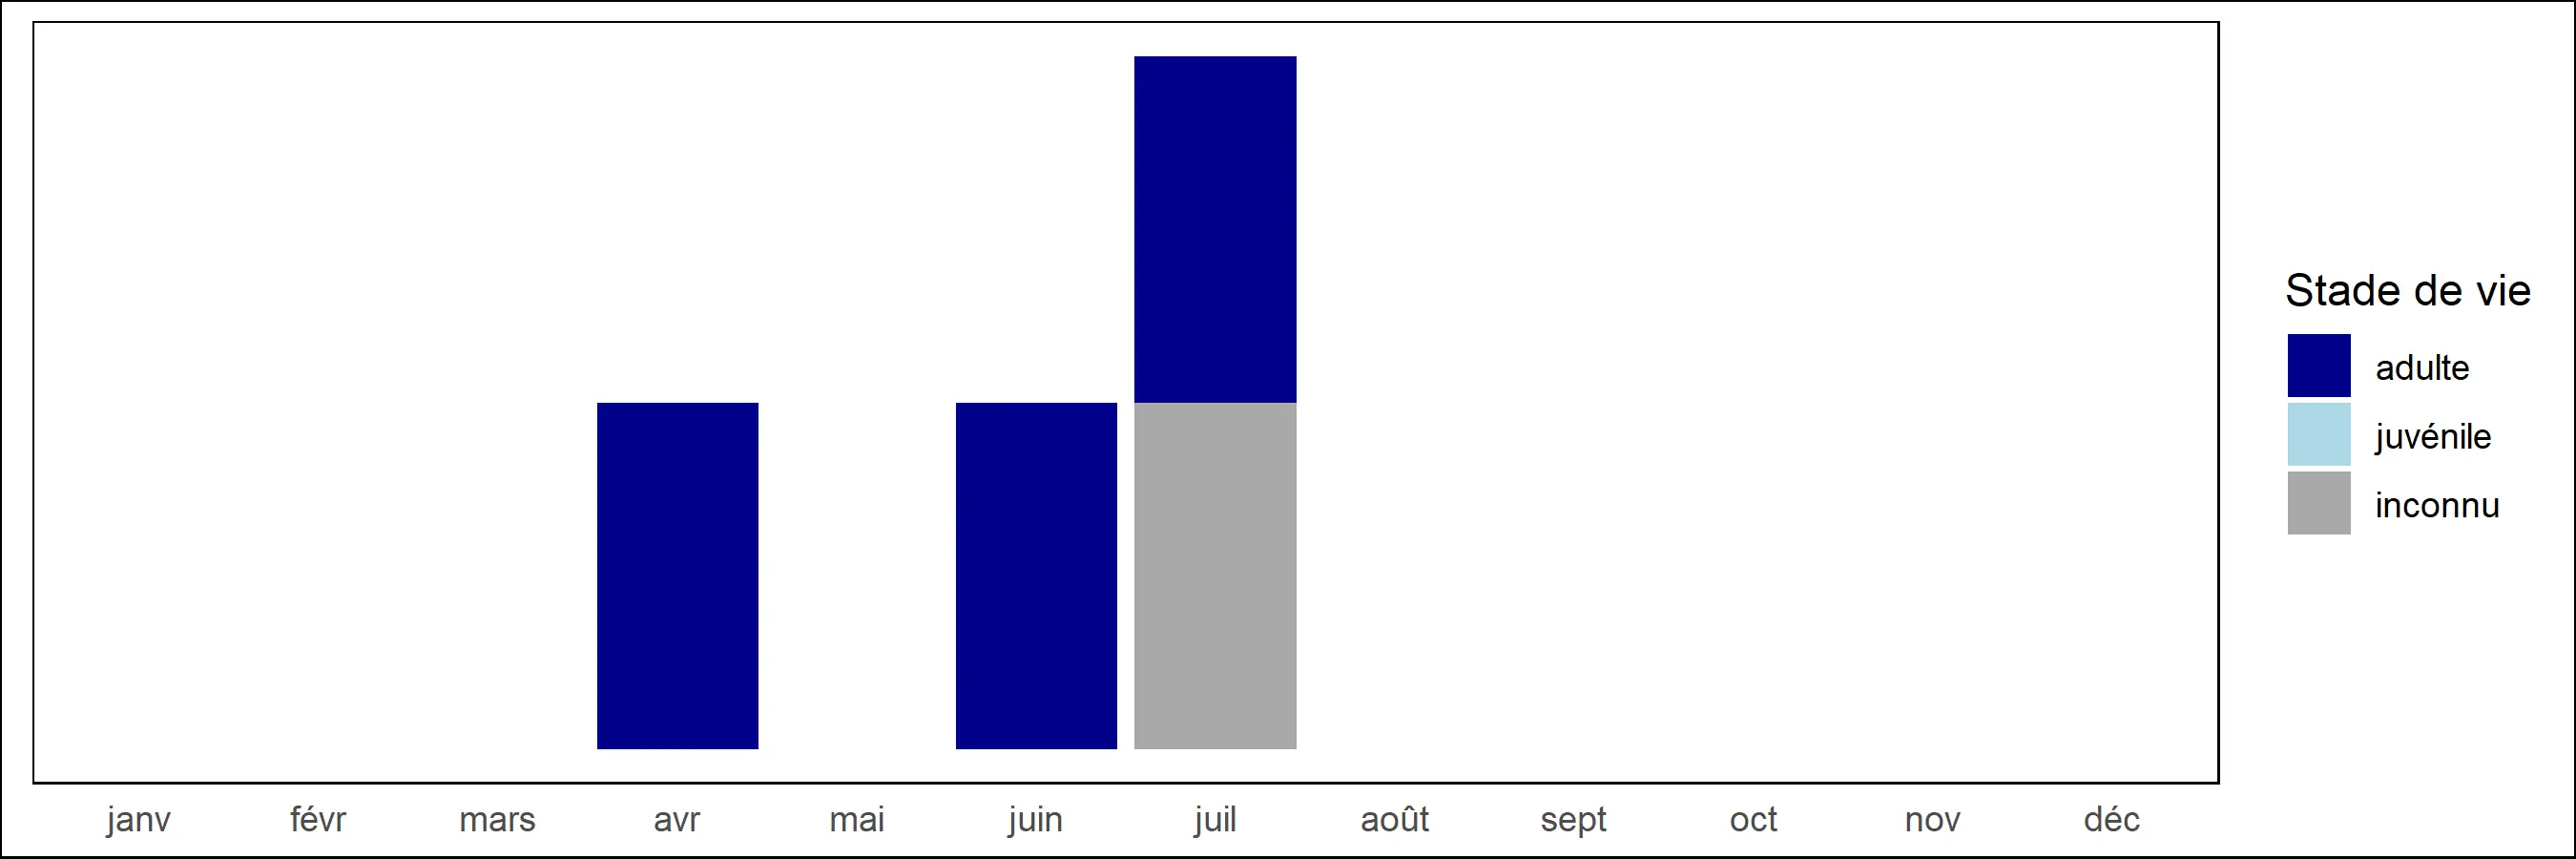 Stade de vie
adulte
juvénile
inconnu
janv févr mars avr mai juin juil août sept oct nov déc